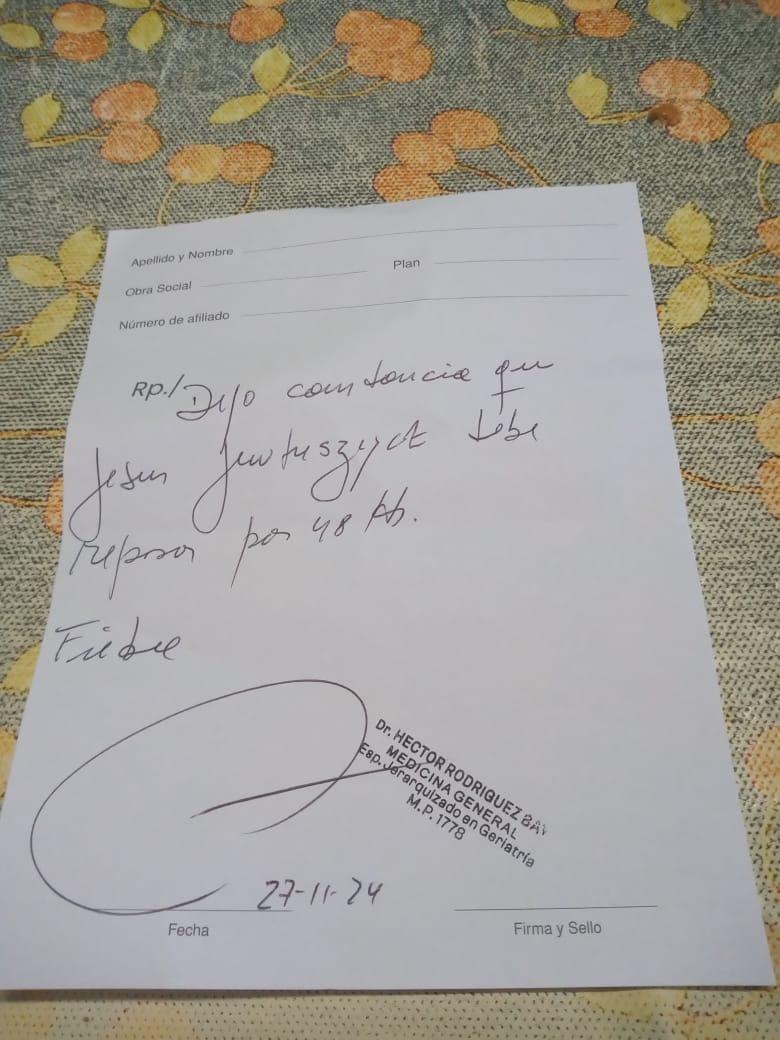 Apellido y Nombre
Obra Social Plan
Número de afiliado
Rp./ Dejo constancia que
Jesus debe
reposar por 48 Hs.
Fiebre
Dr. HECTOR RODRIGUEZ
MEDICINA GENERAL
Esp. Jerarquizado en Geriatría
M.P. 1778
27-11-24
Fecha Firma y Sello